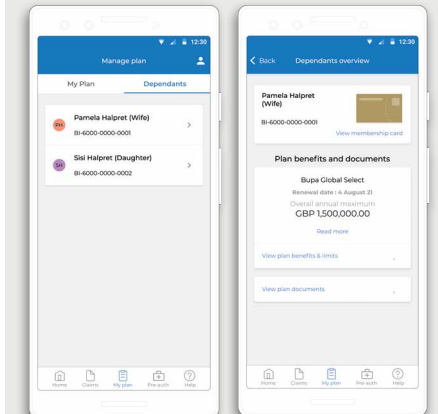 12:30
Manage plan
My Plan
Dependants
PH
Pamela Halpret (Wife)
BI-6000-0000-0001
SH
Sisi Halpret (Daughter)
BI-6000-0000-0002
Home
Claims
My plan
Pre-auth
Help
12:30
Back
Dependants overview
Pamela Halpret
(Wife)
BI-6000-0000-0001
View membership card
Plan benefits and documents
Bupa Global Select
Renewal date : 4 August 21
Overall annual maximum
GBP 1,500,000.00
Read more
View plan benefits & limits
View plan documents
Home
Claims
My plan
Pre-auth
Help